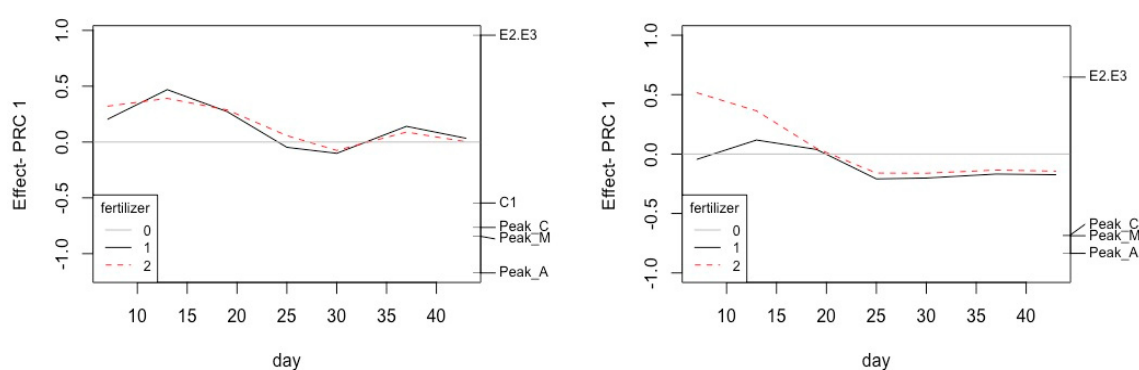 Effect- PRC 1
1.0
0.5
0.0
-0.5
-1.0
fertilizer
0
1
2
E2.E3
C1
Peak_C
Peak_M
Peak_A
10 15 20 25 30 35 40
day
Effect- PRC 1
1.0
0.5
0.0
-0.5
-1.0
fertilizer
0
1
2
E2.E3
Peak_C
Peak_M
Peak_A
10 15 20 25 30 35 40
day